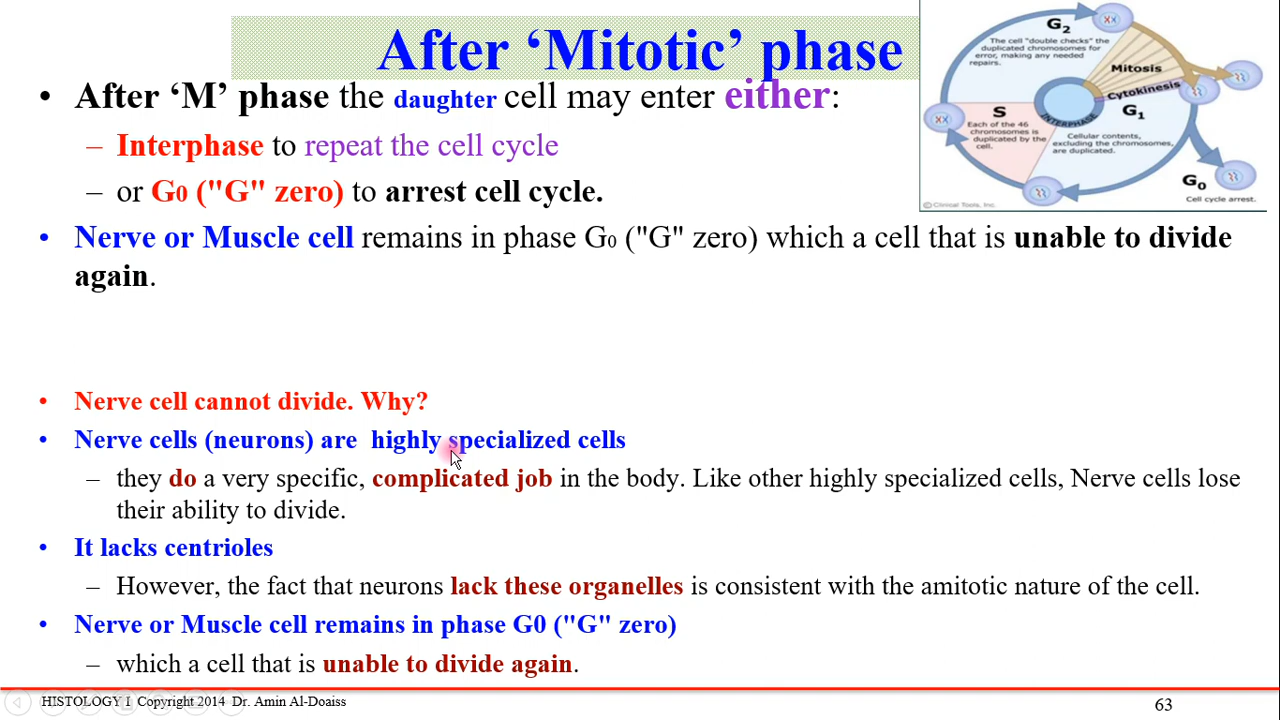 After ‘Mitotic’ phase
• After ‘M’ phase the daughter cell may enter either:
– Interphase to repeat the cell cycle
– or G0 ("G" zero) to arrest cell cycle.
• Nerve or Muscle cell remains in phase G0 ("G" zero) which a cell that is unable to divide
again.
G2
The cell "double checks" the
duplicated chromosomes for
error, making any needed
repairs.
Mitosis
Cytokinesis
S
Each of the 46
chromosomes is
duplicated by the
cell.
INTERPHASE
G1
Cellular contents,
excluding the chromosomes,
are duplicated.
G0
Cell cycle arrest.
© Clinical Tools, Inc.
• Nerve cell cannot divide. Why?
• Nerve cells (neurons) are highly specialized cells
– they do a very specific, complicated job in the body. Like other highly specialized cells, Nerve cells lose
their ability to divide.
• It lacks centrioles
– However, the fact that neurons lack these organelles is consistent with the amitotic nature of the cell.
• Nerve or Muscle cell remains in phase G0 ("G" zero)
– which a cell that is unable to divide again.
HISTOLOGY I Copyright 2014 Dr. Amin Al-Doaiss
63